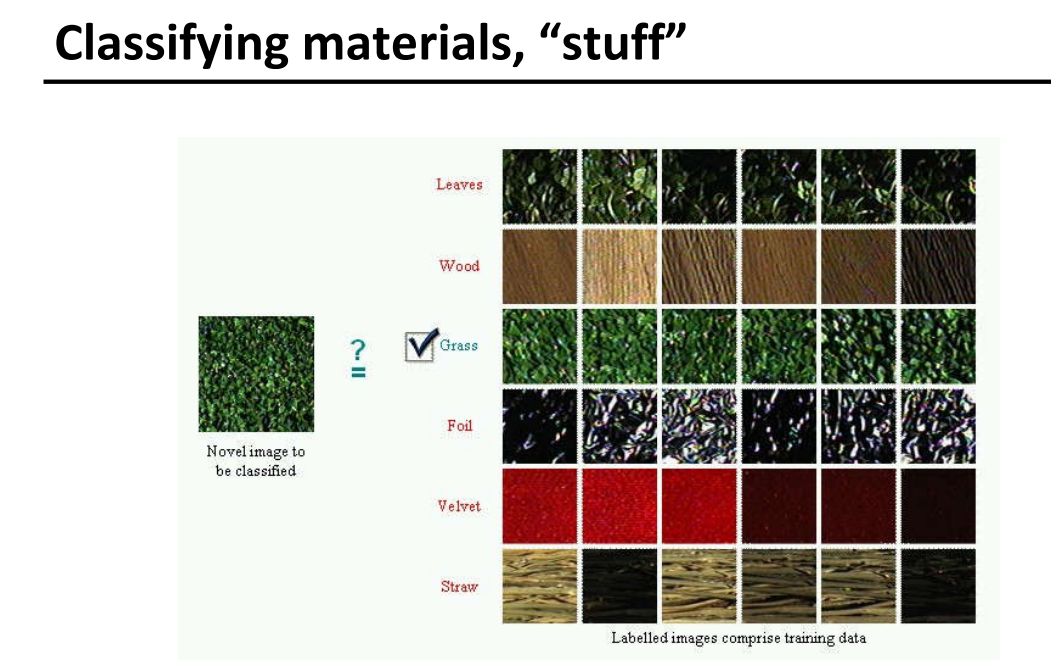 Classifying materials, “stuff”
Leaves
Wood
Grass
Foil
Velvet
Straw
?
=
Novel image to
be classified
Labelled images comprise training data